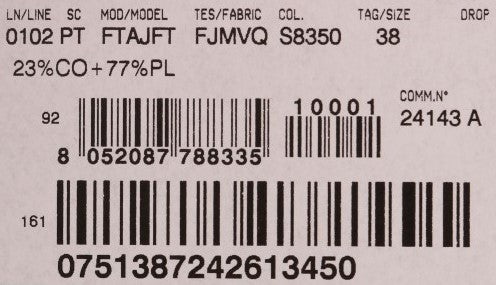 LN/LINE SC MOD/MODEL TES/FABRIC COL. TAG/SIZE DROP
0102 PT FTAJFT FJMVQ S8350 38
23%CO+77%PL
COMM.N°
24143 A
92
10001
8 052087 788335
161
0751387242613450